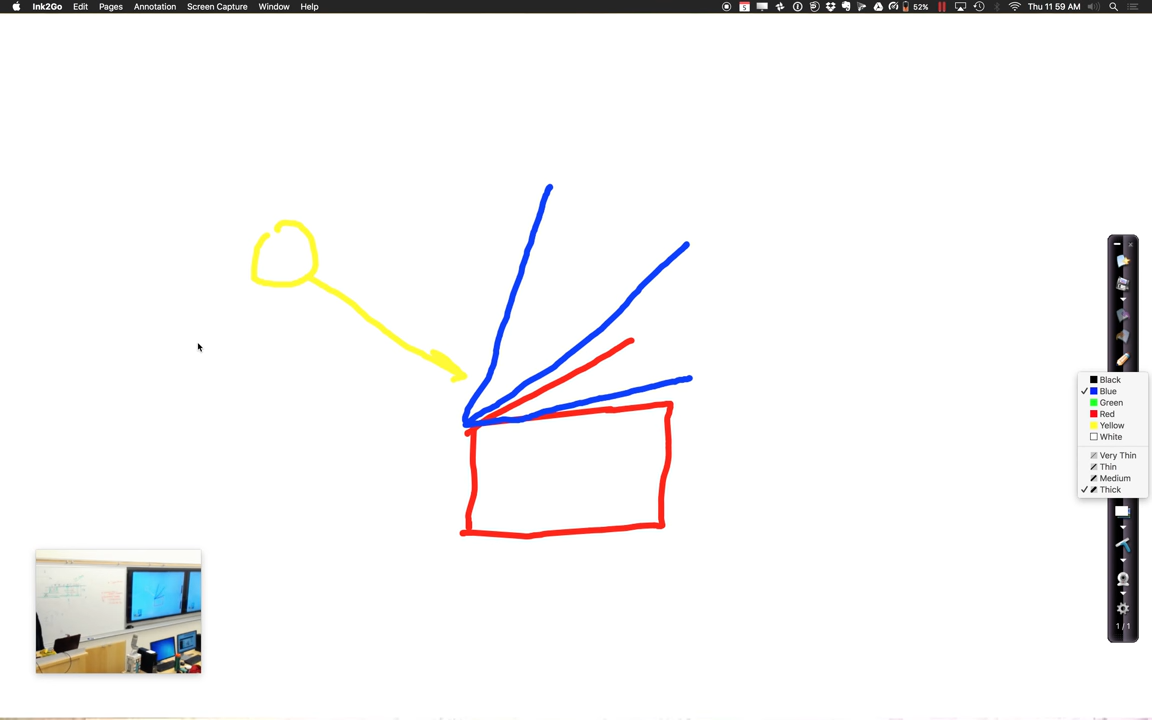 Ink2Go Edit Pages Annotation Screen Capture Window Help 5 52% Thu 11 59 AM
Black
Blue
Green
Red
Yellow
White
Very Thin
Thin
Medium
Thick
1 / 1